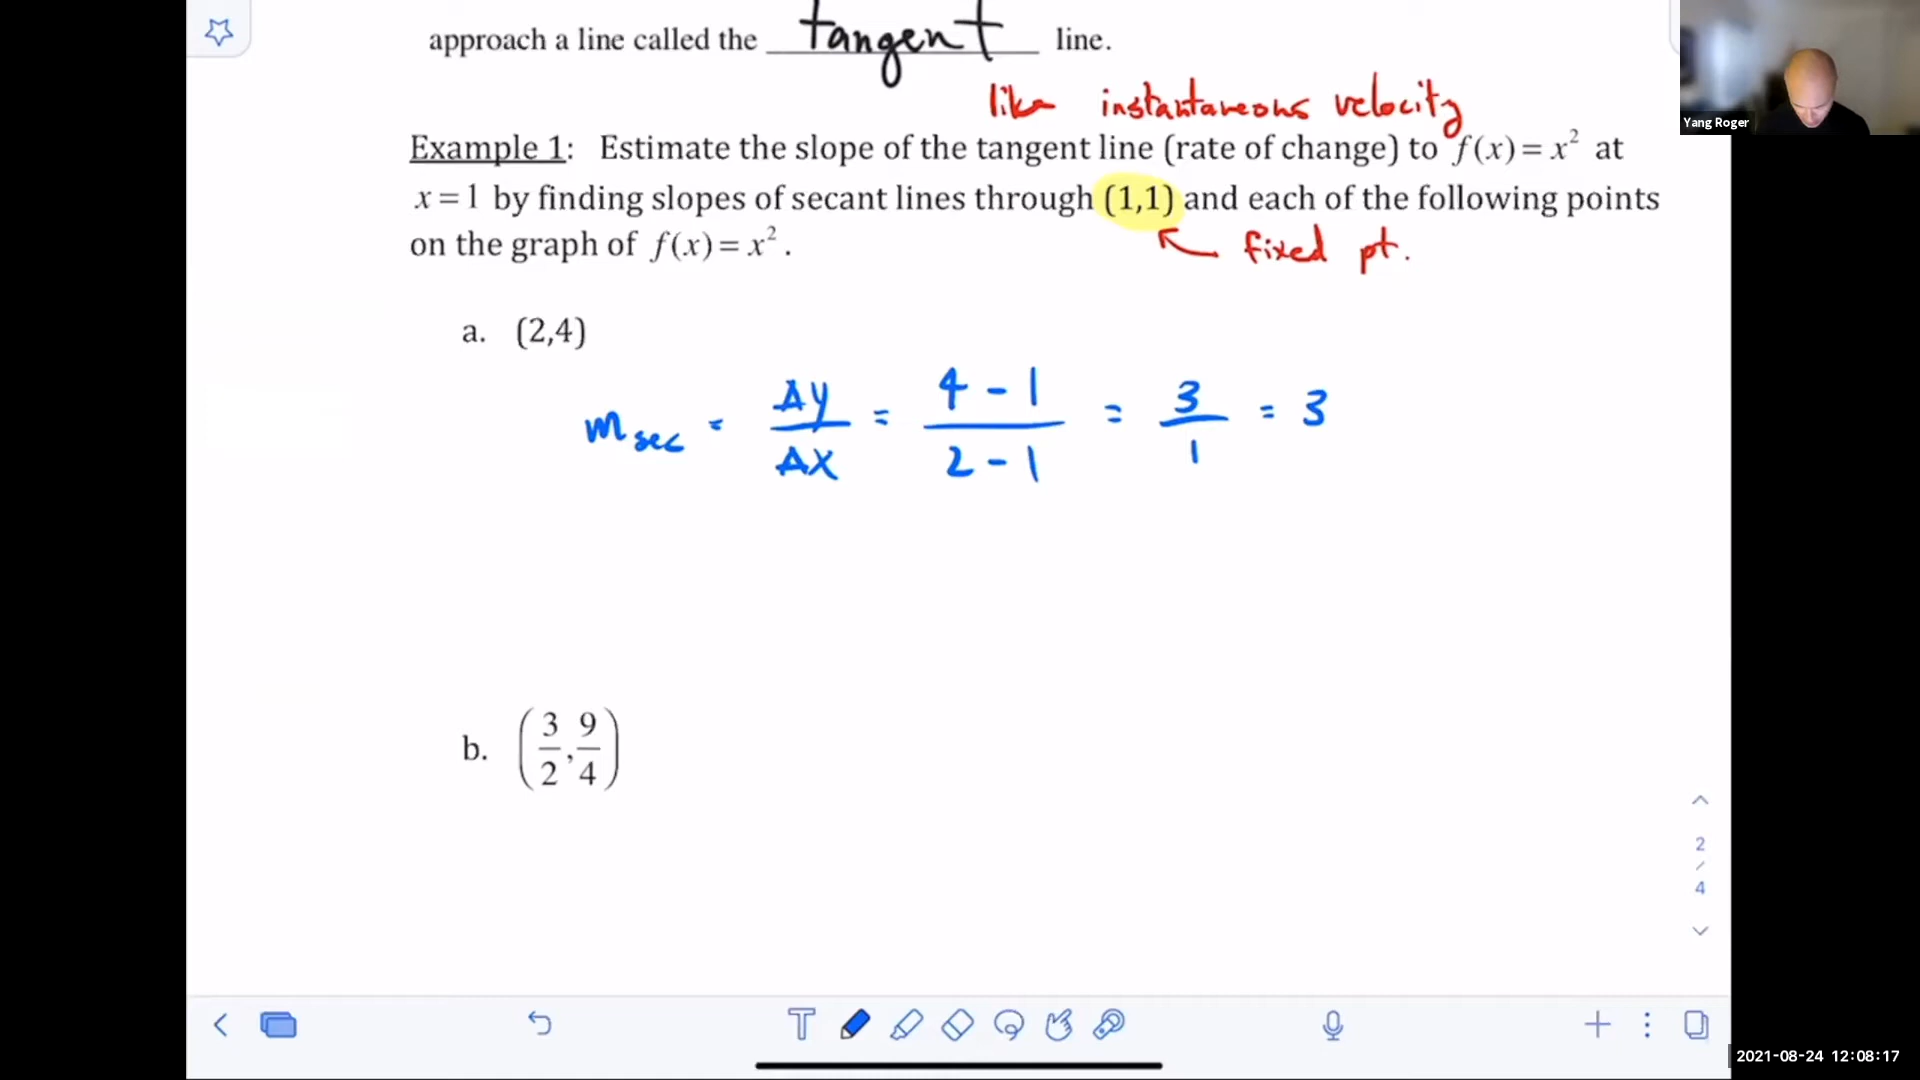 approach a line called the tangent line.
like instantaneous velocity
Yang Roger
Example 1: Estimate the slope of the tangent line (rate of change) to f(x) = x² at
x = 1 by finding slopes of secant lines through (1,1) and each of the following points
on the graph of f(x) = x².
fixed pt.
a. (2,4)
m sec = Δy/Δx = 4 - 1/2 - 1 = 3/1 = 3
b. (3/2, 9/4)
2
/
4
T
2021-08-24 12:08:17